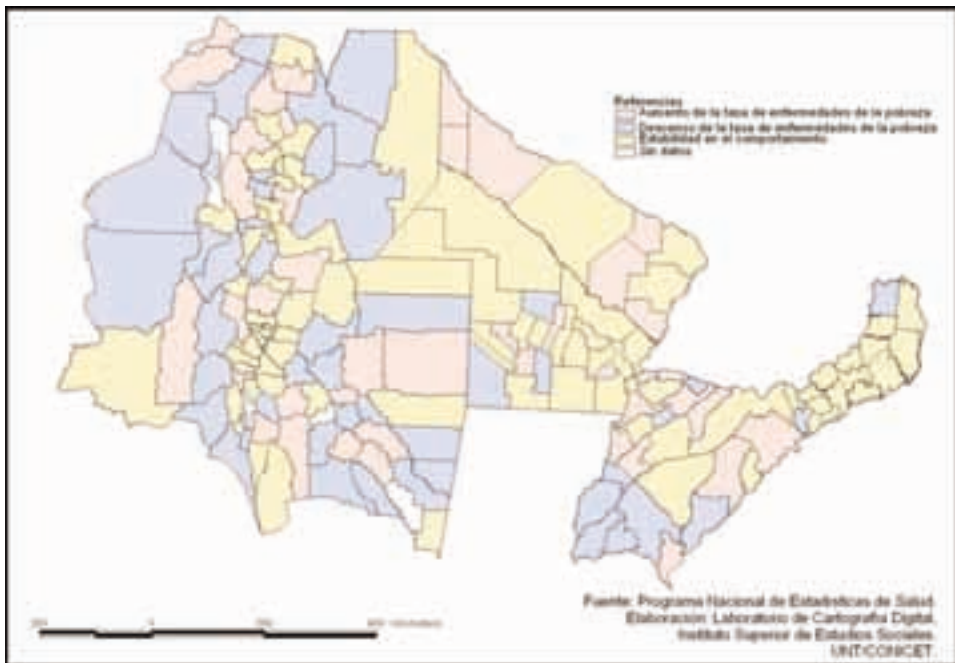 Referencias
Aumento de la tasa de enfermedades de la pobreza
Descenso de la tasa de enfermedades de la pobreza
Estabilidad en el comportamiento
Sin datos
Fuente: Programa Nacional de Estadísticas de Salud.
Elaboración: Laboratorio de Cartografía Digital.
Instituto Superior de Estudios Sociales.
UNT/CONICET.